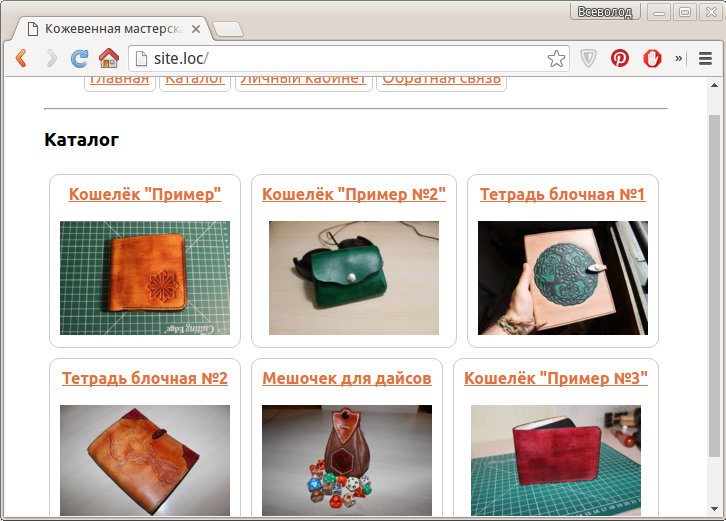 Всеволод
Кожевенная мастерска
site.loc/
»
Главная Каталог Личный кабинет Обратная связь
Каталог
Кошелёк "Пример" Кошелёк "Пример №2" Тетрадь блочная №1
Cutting Edge
Тетрадь блочная №2 Мешочек для дайсов Кошелёк "Пример №3"